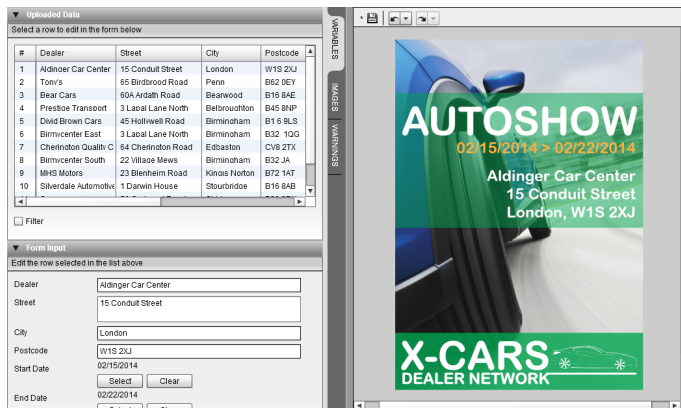 Uploaded Data
Select a row to edit in the form below
# Dealer Street City Postcode
1 Aldinger Car Center 15 Conduit Street London W1S 2XJ
2 Tony's 65 Birdbrood Road Penn B62 0EY
3 Bear Cars 60A Ardath Road Bearwood B16 8AE
4 Prestige Transport 3 Lapal Lane North Belbroughton B45 8NP
5 Divid Brown Cars 45 Hollywell Road Birmingham B1 6 9LS
6 Birmycenter East 3 Lapal Lane North Birmingham B32 1QG
7 Cherington Quality C 64 Cherington Road Edbaston CV8 2TX
8 Birmycenter South 22 Village Mews Birmingham B32 JA
9 MHS Motors 23 Blenheim Road Kings Norton B72 1AT
10 Silverdale Automotive 1 Darwin House Stourbridge B16 8AB
Filter
Form Input
Edit the row selected in the list above
Dealer Aldinger Car Center
Street 15 Conduit Street
City London
Postcode W1S 2XJ
Start Date 02/15/2014
Select Clear
End Date 02/22/2014
VARIABLES
IMAGES
WARNINGS
*
AUTOSHOW
02/15/2014 > 02/22/2014
Aldinger Car Center
15 Conduit Street
London, W1S 2XJ
X-CARS
DEALER NETWORK